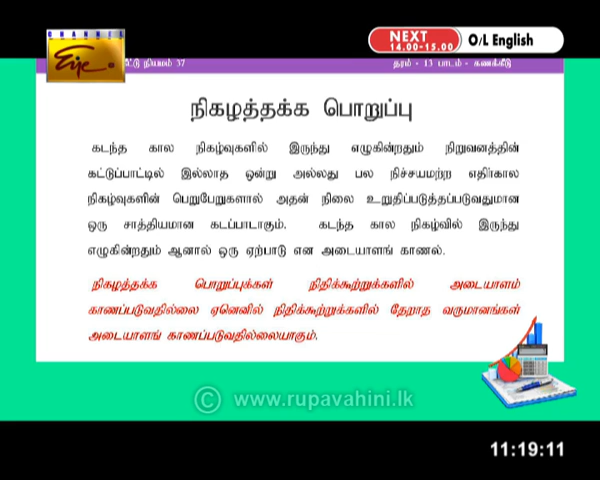 CHANNEL
Eye
NEXT
14.00-15.00
O/L English
நியமம் 37
தரம் - 13 பாடம் - கணக்கீடு
நிகழத்தக்க பொறுப்பு
கடந்த கால நிகழ்வுகளில் இருந்து எழுகின்றதும் நிறுவனத்தின்
கட்டுப்பாட்டில் இல்லாத ஒன்று அல்லது பல நிச்சயமற்ற எதிர்கால
நிகழ்வுகளின் பெறுபேறுகளால் அதன் நிலை உறுதிப்படுத்தப்படுவதுமான
ஒரு சாத்தியமான கடப்பாடாகும். கடந்த கால நிகழ்வில் இருந்து
எழுகின்றதும் ஆனால் ஒரு ஏற்பாடு என அடையாளங் காணல்.
நிகழத்தக்க பொறுப்புக்கள் நிதிக்கூற்றுக்களில் அடையாளம்
காணப்படுவதில்லை ஏனெனில் நிதிக்கூற்றுக்களில் தேறாத வருமானங்கள்
அடையாளங் காணப்படுவதில்லையாகும்.
© www.rupavahini.lk
11:19:11